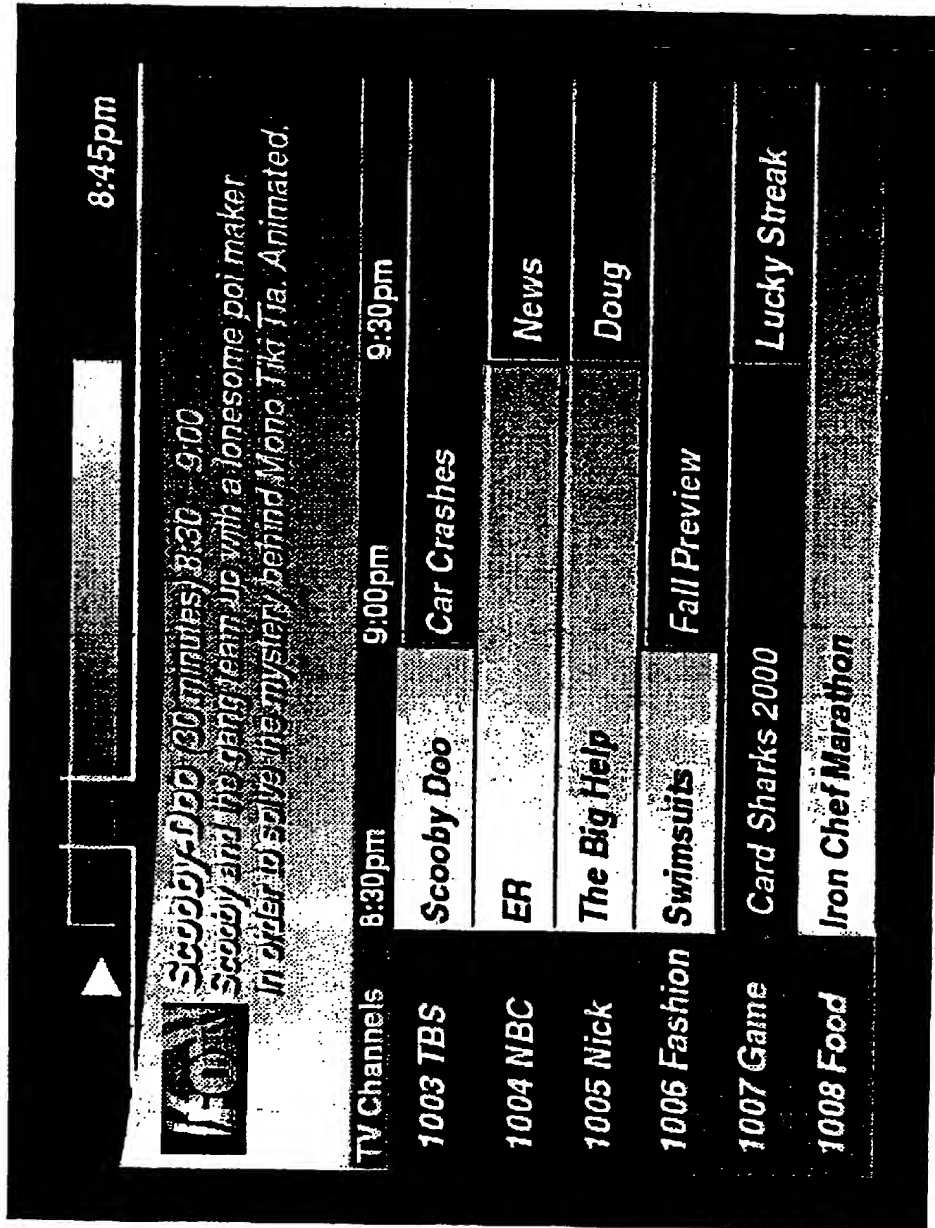 8:45pm
Scooby-Doo (30 minutes) 8:30 - 9:00
Scooby and the gang team up with a lonesome poi maker
In order to solve the mystery behind Mono Tiki Tia. Animated.
TV Channels 8:30pm 9:00pm 9:30pm
1003 TBS Scooby Doo Car Crashes
1004 NBC ER News
1005 Nick The Big Help Doug
1006 Fashion Swimsuits Fall Preview
1007 Game Card Sharks 2000 Lucky Streak
1008 Food Iron Chef Marathon